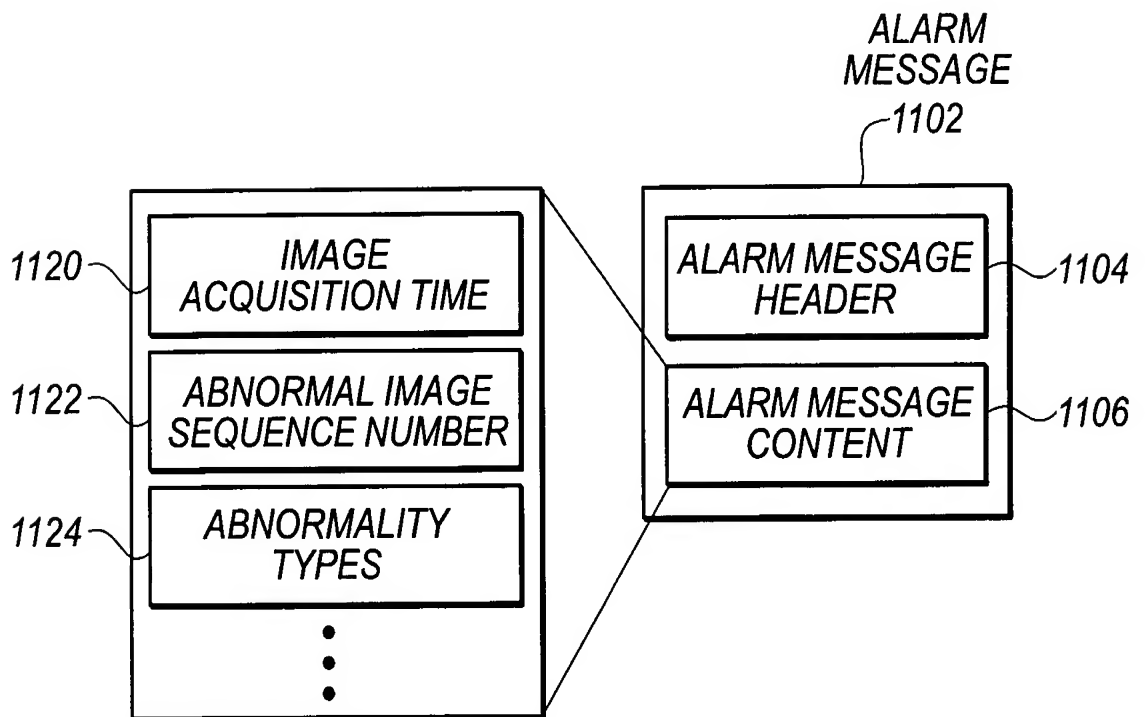 ALARM
MESSAGE
1102
1120
IMAGE
ACQUISITION TIME
1122
ABNORMAL IMAGE
SEQUENCE NUMBER
1124
ABNORMALITY
TYPES
ALARM MESSAGE
HEADER
1104
ALARM MESSAGE
CONTENT
1106